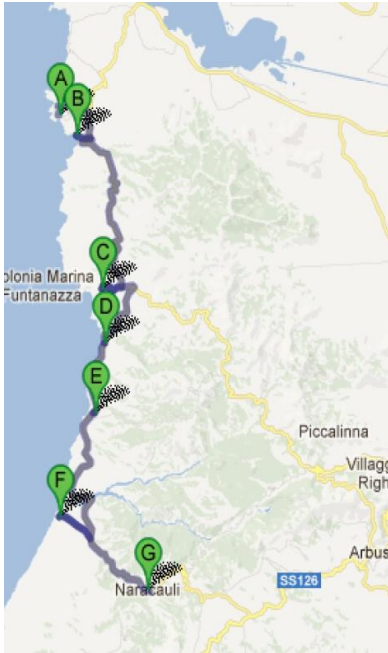 A
B
C
olonia Marina
Funtanazza
D
E
Piccalinna
Villagg
Righ
F
Arbus
G
SS126
Naracauli